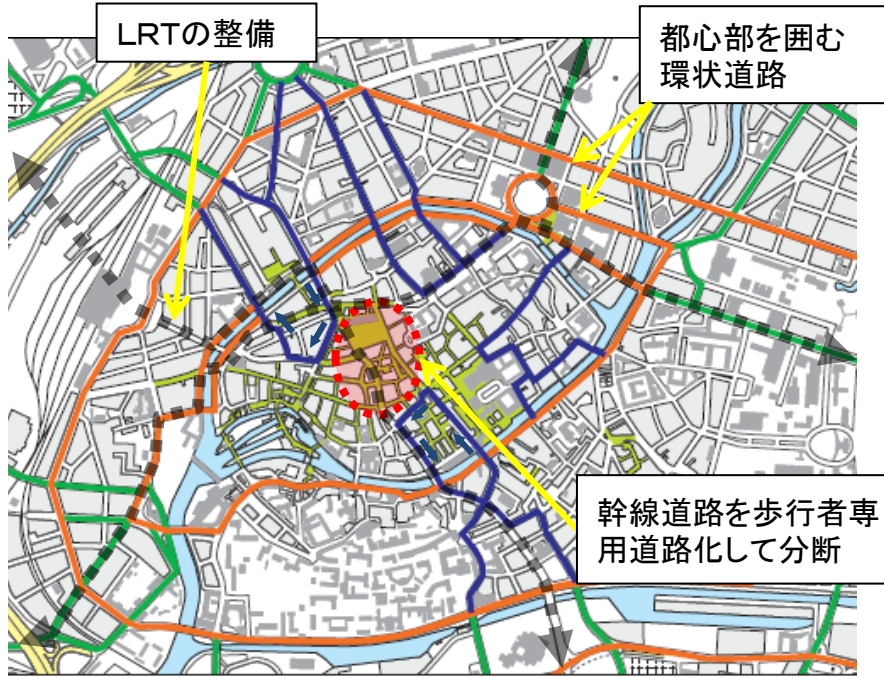 LRTの整備
都心部を囲む
環状道路
幹線道路を歩行者専
用道路化して分断